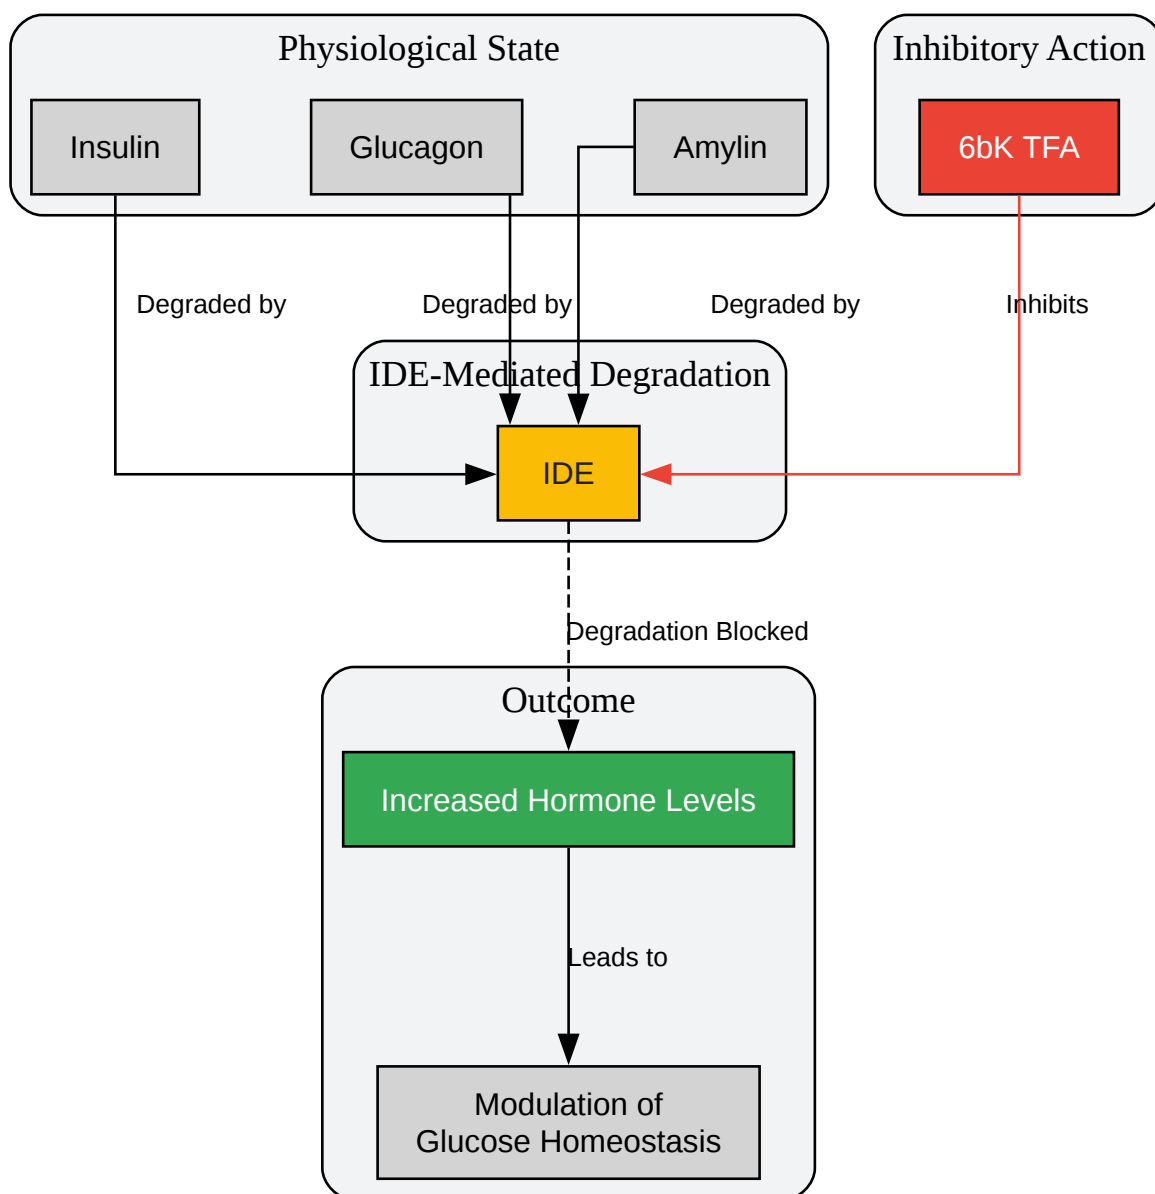 Physiological State
Inhibitory Action
Insulin
Glucagon
Amylin
6bK TFA
Degraded by
Degraded by
Degraded by
Inhibits
IDE-Mediated Degradation
IDE
Degradation Blocked
Outcome
Increased Hormone Levels
Leads to
Modulation of
Glucose Homeostasis